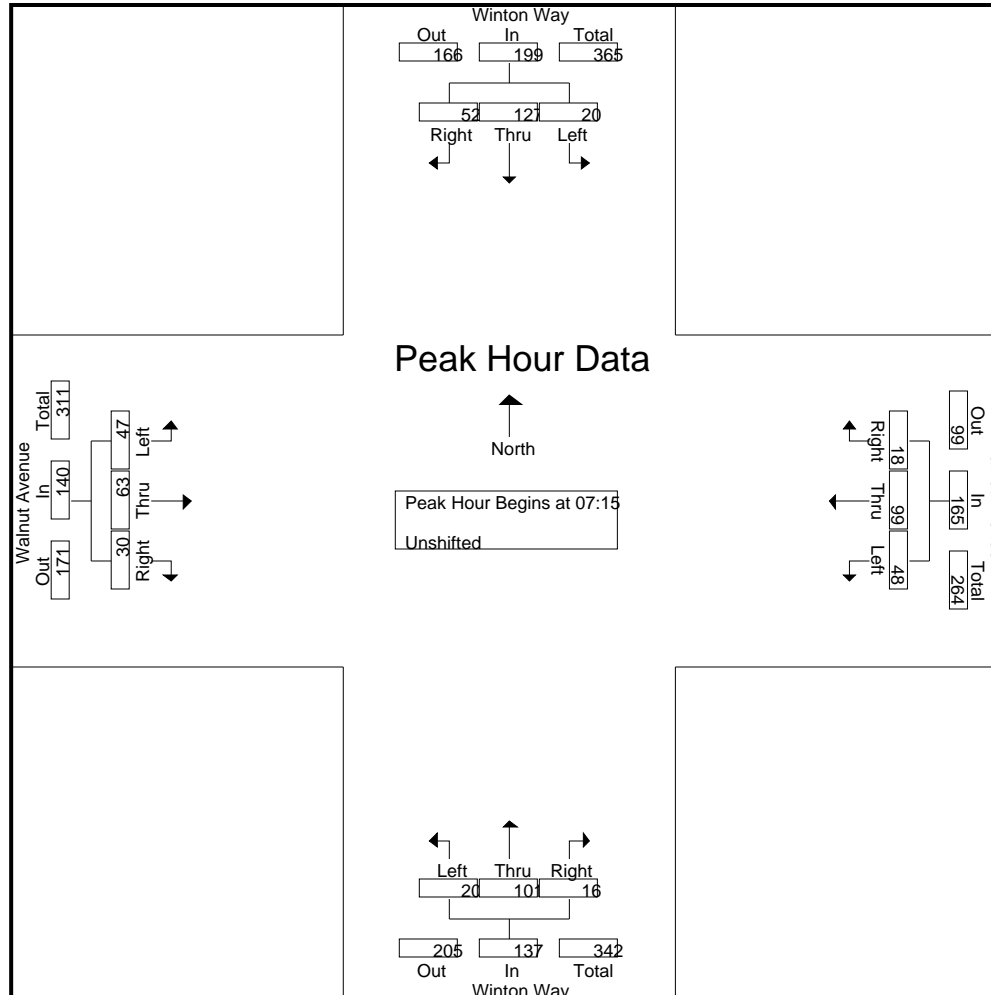 Winton Way
Out In Total
166 199 365
52 127 20
Right Thru Left
Peak Hour Data
North
Peak Hour Begins at 07:15
Unshifted
Walnut Avenue
Out In Total
171 140 311
47 63 30
Left Thru Right
Out In Total
99 165 264
18 99 48
Right Thru Left
Left Thru Right
20 101 16
205 137 342
Out In Total
Winton Way